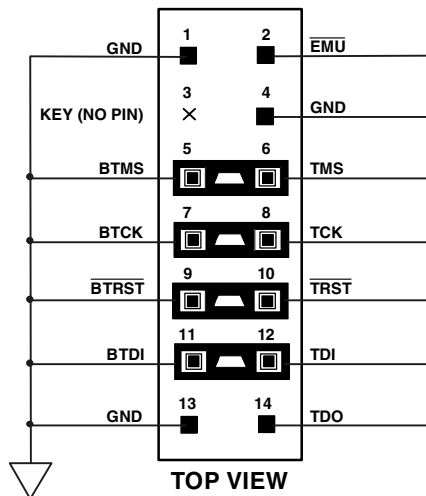 1 2
GND EMU
3 4
KEY (NO PIN) GND
5 6
BTMS TMS
7 8
BTCK TCK
9 10
BTRST TRST
11 12
BTDI TDI
GND 13 14 TDO
TOP VIEW